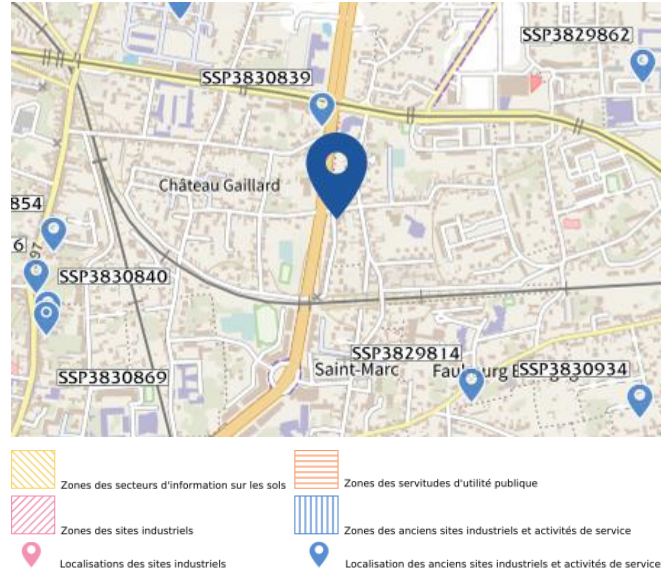 SSP3829862
SSP3830839
Château Gaillard
854
6
97
SSP3830840
SSP3829814
Saint-Marc
SSP3830934
SSP3830869
Zones des secteurs d'information sur les sols
Zones des servitudes d'utilité publique
Zones des sites industriels
Zones des anciens sites industriels et activités de service
Localisations des sites industriels
Localisation des anciens sites industriels et activités de service